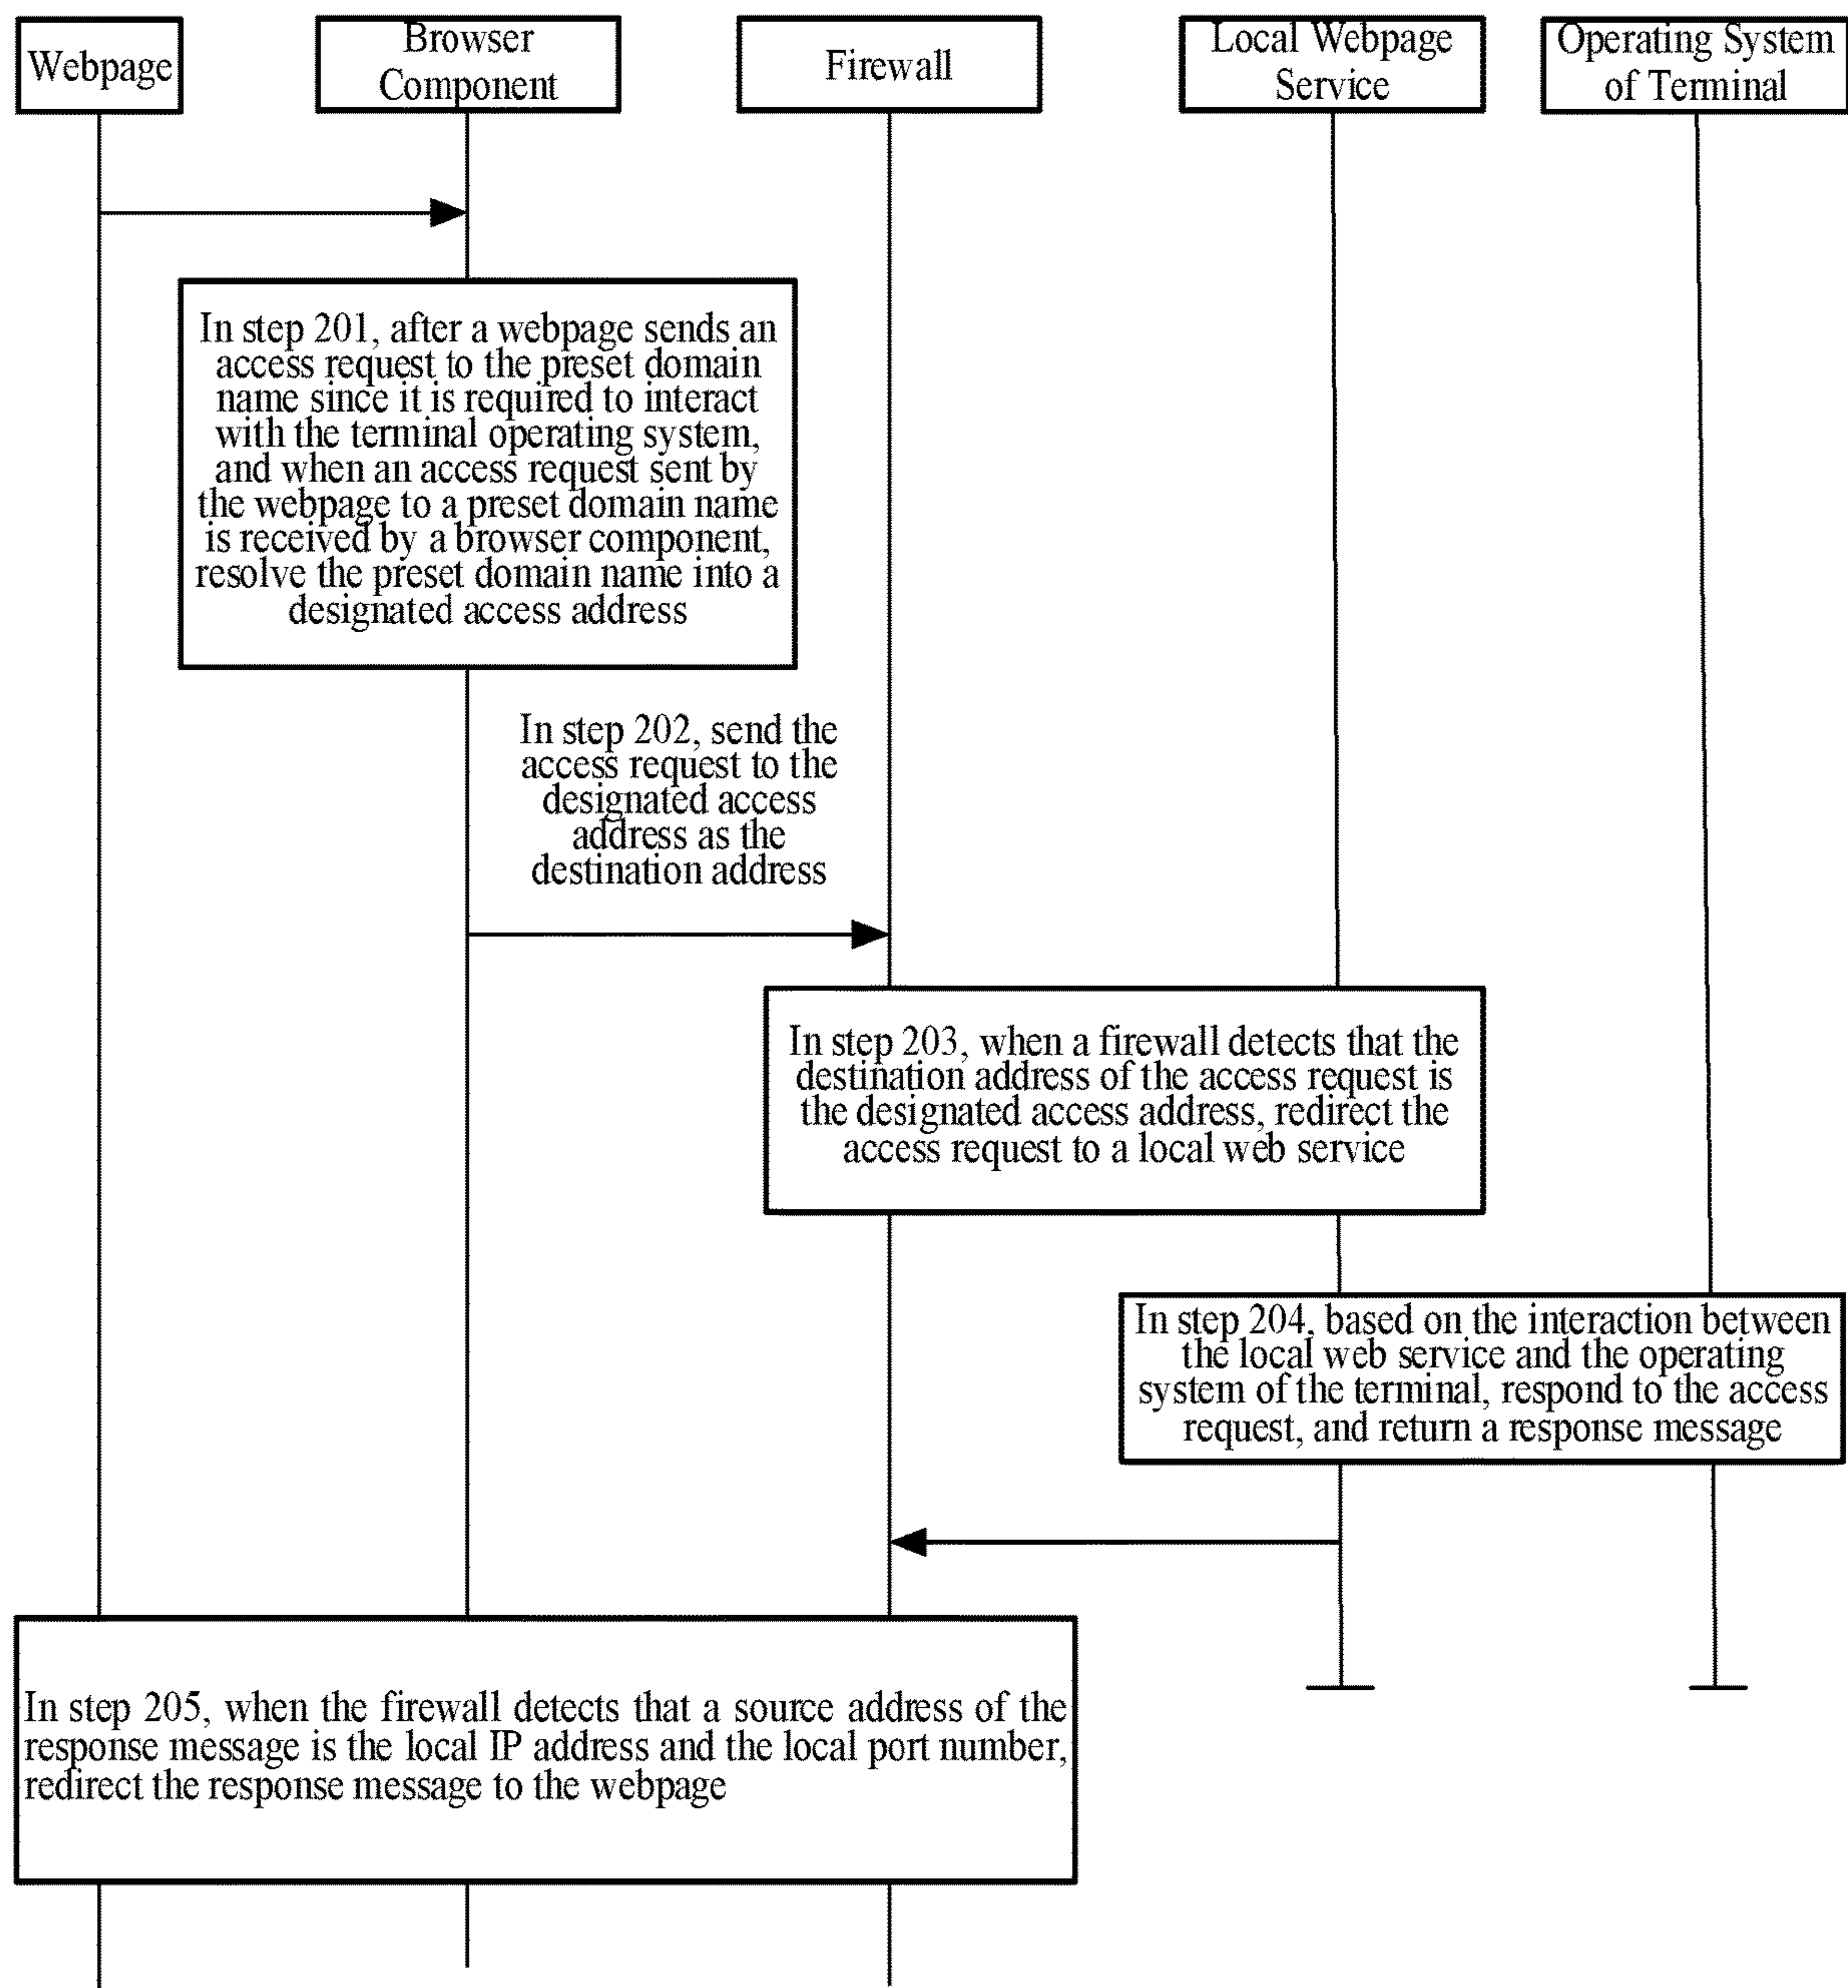 Webpage
Browser
Component
Firewall
Local Webpage
Service
Operating System
of Terminal
In step 201, after a webpage sends an
access request to the preset domain
name since it is required to interact
with the terminal operating system,
and when an access request sent by
the webpage to a preset domain name
is received by a browser component,
resolve the preset domain name into a
designated access address
In step 202, send the
access request to the
designated access
address as the
destination address
In step 203, when a firewall detects that the
destination address of the access request is
the designated access address, redirect the
access request to a local web service
In step 204, based on the interaction between
the local web service and the operating
system of the terminal, respond to the access
request, and return a response message
In step 205, when the firewall detects that a source address of the
response message is the local IP address and the local port number,
redirect the response message to the webpage